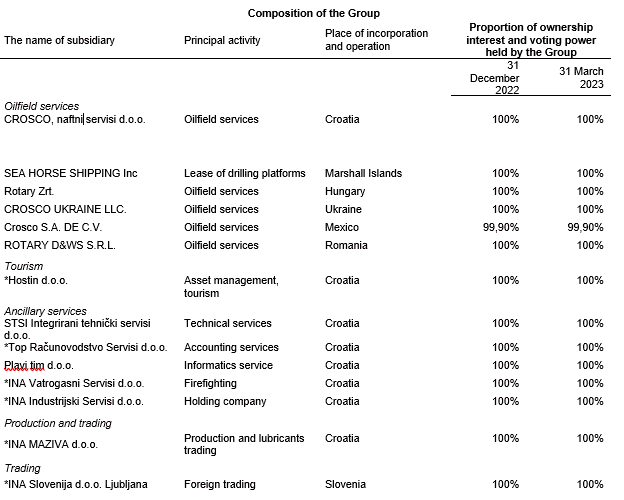 Composition of the Group
The name of subsidiary Principal activity Place of incorporation and operation Proportion of ownership interest and voting power held by the Group
31 December 2022 31 March 2023
Oilfield services
CROSCO, naftni servisi d.o.o. Oilfield services Croatia 100% 100%
SEA HORSE SHIPPING Inc Lease of drilling platforms Marshall Islands 100% 100%
Rotary Zrt. Oilfield services Hungary 100% 100%
CROSCO UKRAINE LLC. Oilfield services Ukraine 100% 100%
Crosco S.A. DE C.V. Oilfield services Mexico 99,90% 99,90%
ROTARY D&WS S.R.L. Oilfield services Romania 100% 100%
Tourism
*Hostin d.o.o. Asset management, tourism Croatia 100% 100%
Ancillary services
STSI Integrirani tehnički servisi d.o.o. Technical services Croatia 100% 100%
*Top Računovodstvo Servisi d.o.o. Accounting services Croatia 100% 100%
Plavi tim d.o.o. Informatics service Croatia 100% 100%
*INA Vatrogasni Servisi d.o.o. Firefighting Croatia 100% 100%
*INA Industrijski Servisi d.o.o. Holding company Croatia 100% 100%
Production and trading
*INA MAZIVA d.o.o. Production and lubricants trading Croatia 100% 100%
Trading
*INA Slovenija d.o.o. Ljubljana Foreign trading Slovenia 100% 100%